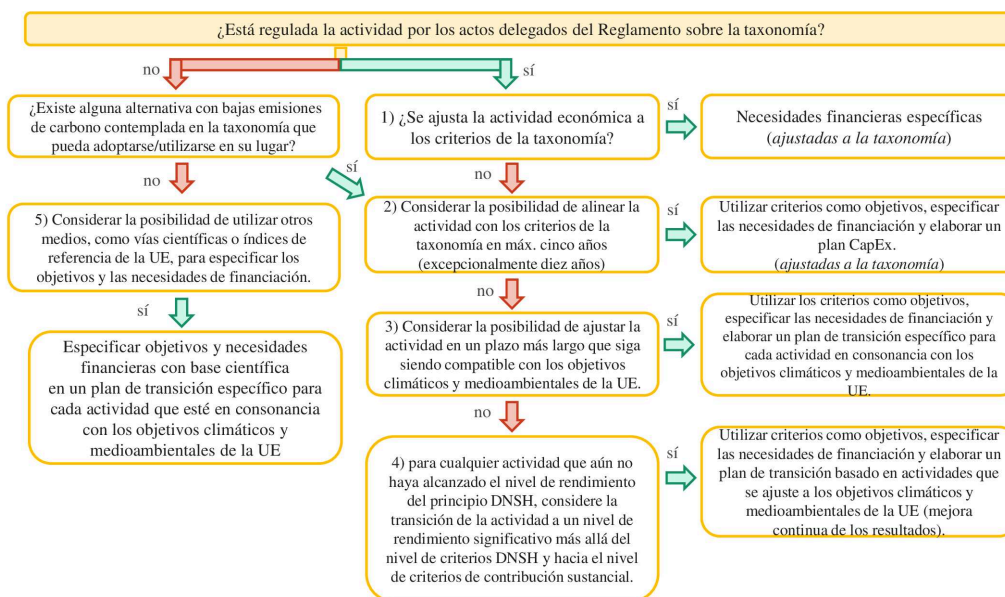 ¿Está regulada la actividad por los actos delegados del Reglamento sobre la taxonomía?
no
sí
¿Existe alguna alternativa con bajas emisiones
de carbono contemplada en la taxonomía que
pueda adoptarse/utilizarse en su lugar?
1) ¿Se ajusta la actividad económica a
los criterios de la taxonomía?
sí
Necesidades financieras específicas
(ajustadas a la taxonomía)
no
sí
no
5) Considerar la posibilidad de utilizar otros
medios, como vías científicas o índices de
referencia de la UE, para especificar los
objetivos y las necesidades de financiación.
2) Considerar la posibilidad de alinear la
actividad con los criterios de la
taxonomía en máx. cinco años
(excepcionalmente diez años)
sí
Utilizar criterios como objetivos, especificar
las necesidades de financiación y elaborar un
plan CapEx.
(ajustadas a la taxonomía)
sí
no
Especificar objetivos y necesidades
financieras con base científica
en un plan de transición específico para
cada actividad que esté en consonancia
con los objetivos climáticos y
medioambientales de la UE
3) Considerar la posibilidad de ajustar la
actividad en un plazo más largo que siga
siendo compatible con los objetivos
climáticos y medioambientales de la UE.
sí
Utilizar los criterios como objetivos,
especificar las necesidades de financiación y
elaborar un plan de transición específico para
cada actividad en consonancia con los
objetivos climáticos y medioambientales de la
UE.
no
4) para cualquier actividad que aún no
haya alcanzado el nivel de rendimiento
del principio DNSH, considere la
transición de la actividad a un nivel de
rendimiento significativo más allá del
nivel de criterios DNSH y hacia el nivel
de criterios de contribución sustancial.
sí
Utilizar criterios como objetivos, especificar
las necesidades de financiación y elaborar un
plan de transición basado en actividades que
se ajuste a los objetivos climáticos y
medioambientales de la UE (mejora
continua de los resultados).